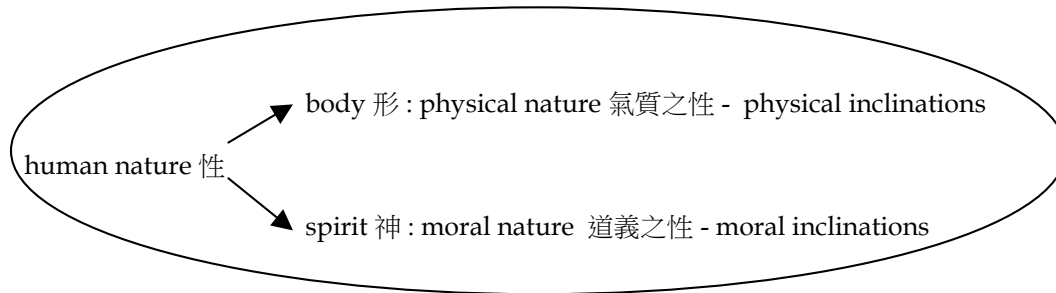 body 形 : physical nature 氣質之性 - physical inclinations
human nature 性
spirit 神 : moral nature 道義之性 - moral inclinations